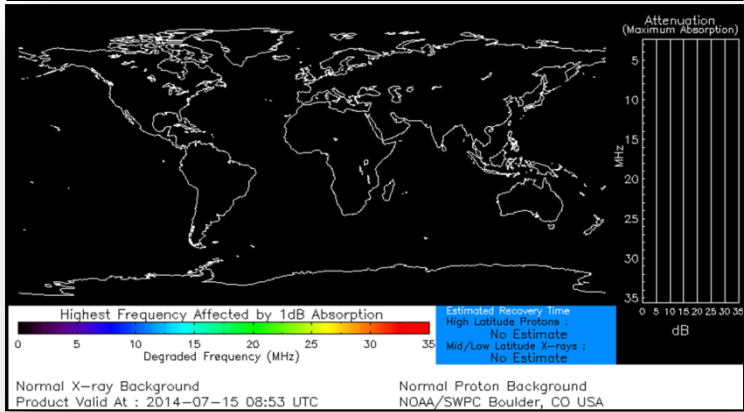 Attenuation
(Maximum Absorption)
5
10
15
20
25
30
35
MHz
0 5 10 15 20 25 30 35
dB
Highest Frequency Affected by 1dB Absorption
0 5 10 15 20 25 30 35
Degraded Frequency (MHz)
Estimated Recovery Time
High Latitude Protons :
No Estimate
Mid/Low Latitude X-rays :
No Estimate
Normal X-ray Background
Product Valid At : 2014-07-15 08:53 UTC
Normal Proton Background
NOAA/SWPC Boulder, CO USA